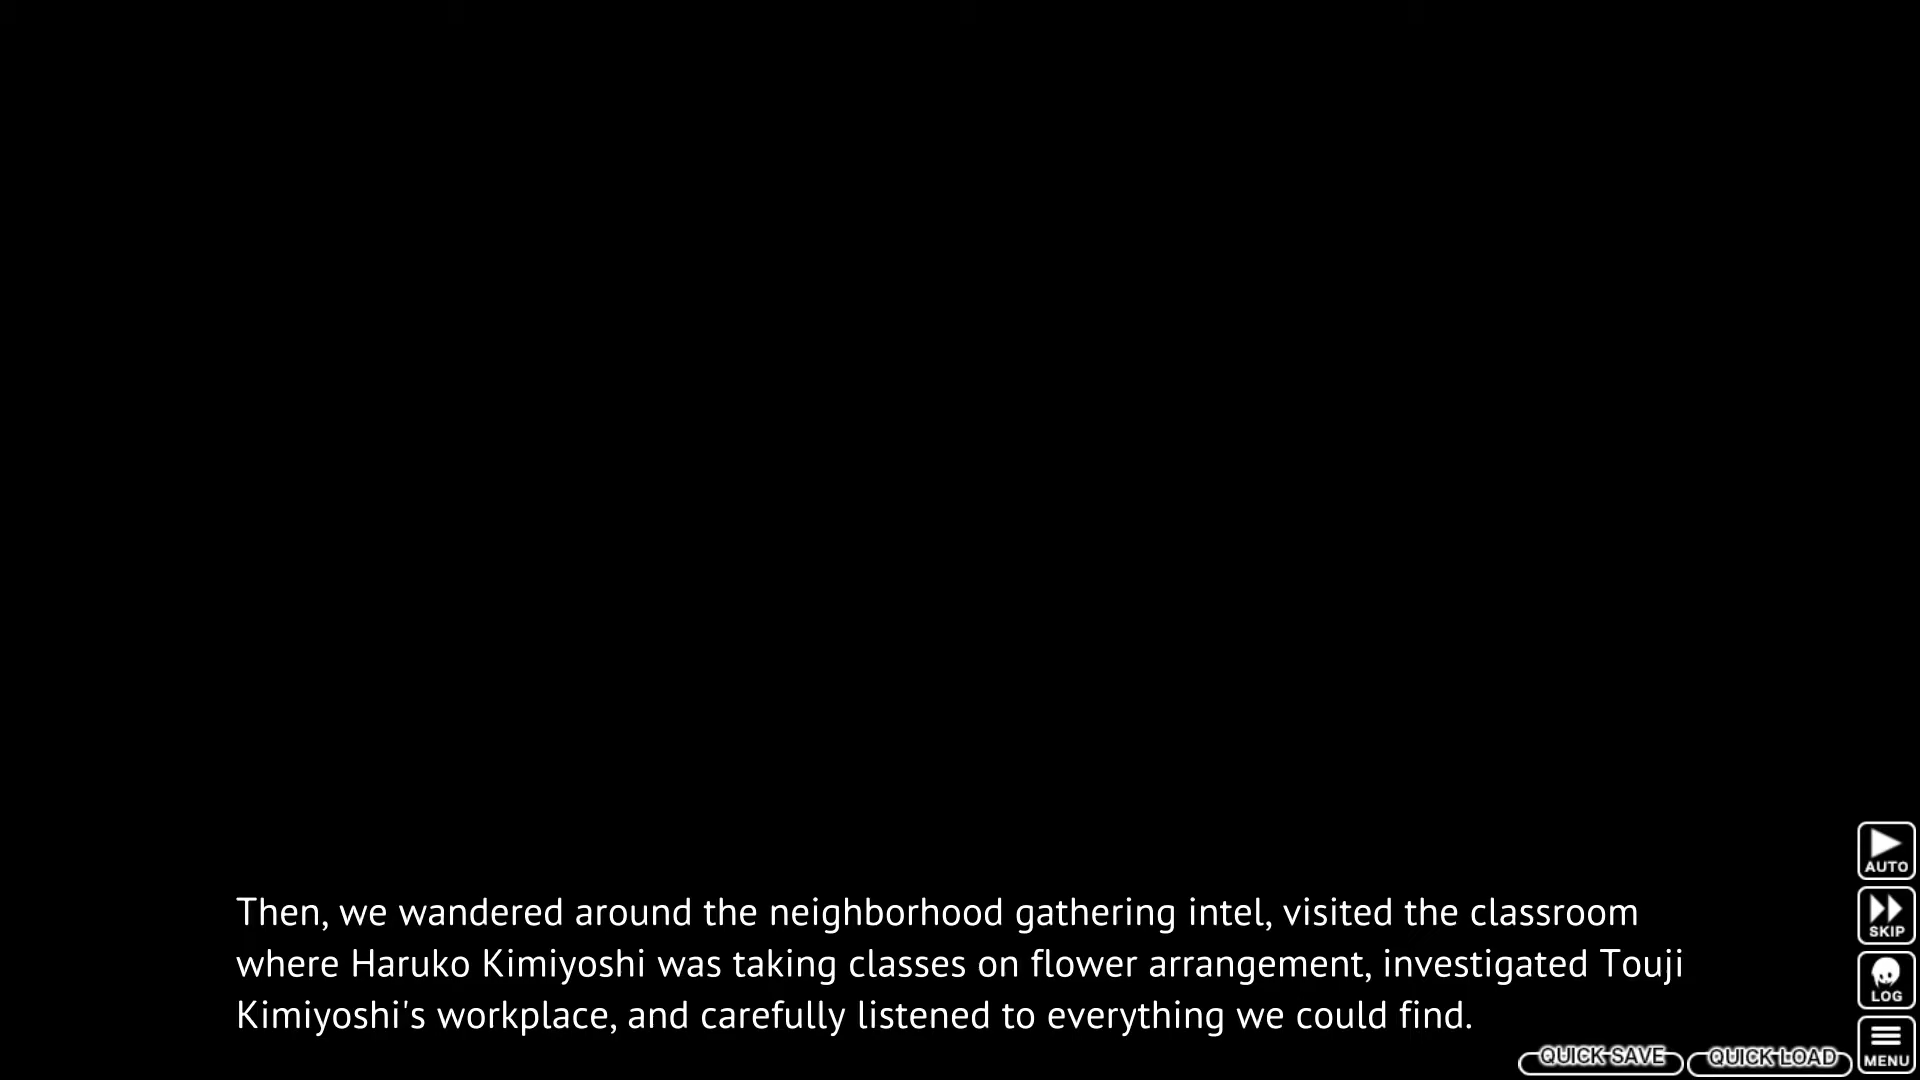 Then, we wandered around the neighborhood gathering intel, visited the classroom
where Haruko Kimiyoshi was taking classes on flower arrangement, investigated Touji
Kimiyoshi's workplace, and carefully listened to everything we could find.
AUTO
SKIP
LOG
MENU
QUICK SAVE
QUICK LOAD